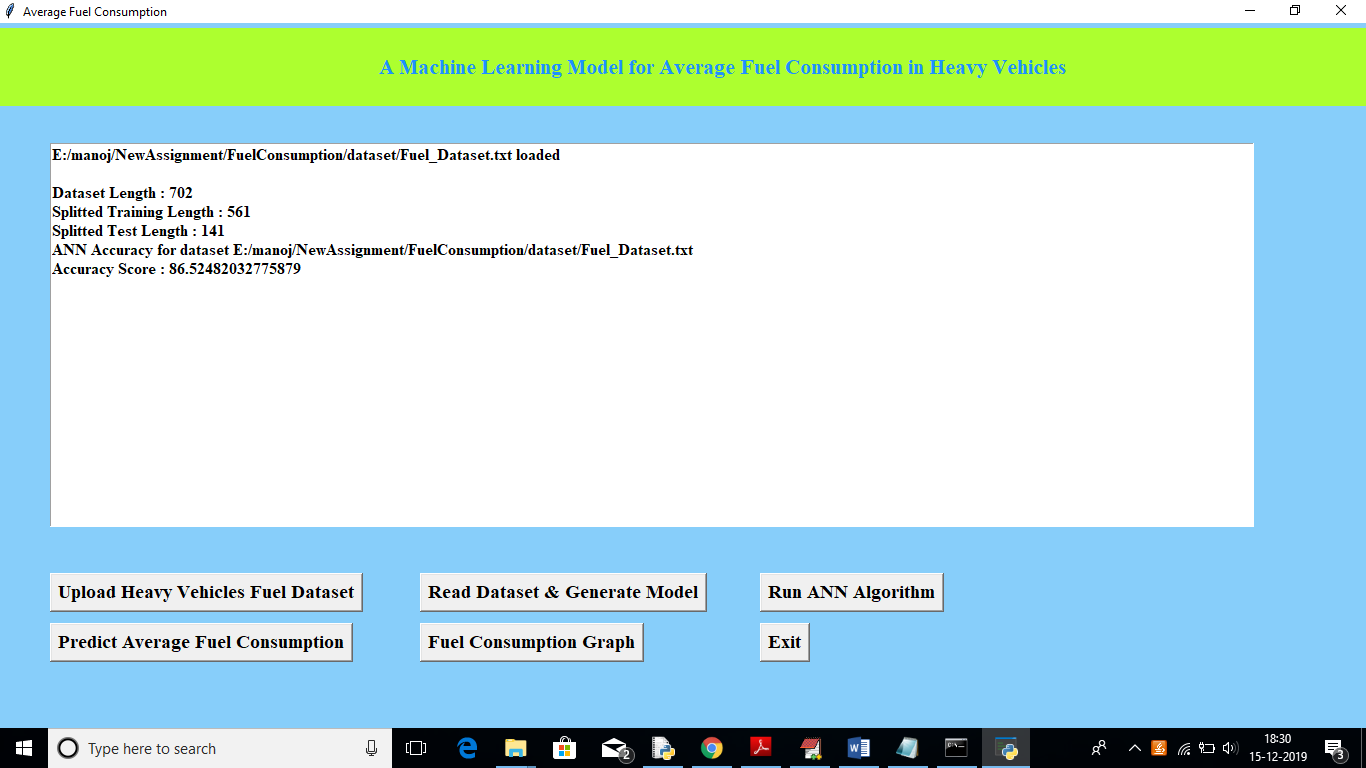 Average Fuel Consumption
A Machine Learning Model for Average Fuel Consumption in Heavy Vehicles
E:/manoj/NewAssignment/FuelConsumption/dataset/Fuel_Dataset.txt loaded
Dataset Length : 702
Splitted Training Length : 561
Splitted Test Length : 141
ANN Accuracy for dataset E:/manoj/NewAssignment/FuelConsumption/dataset/Fuel_Dataset.txt
Accuracy Score : 86.52482032775879
Upload Heavy Vehicles Fuel Dataset
Read Dataset & Generate Model
Run ANN Algorithm
Predict Average Fuel Consumption
Fuel Consumption Graph
Exit
Type here to search
2
18:30
15-12-2019
3